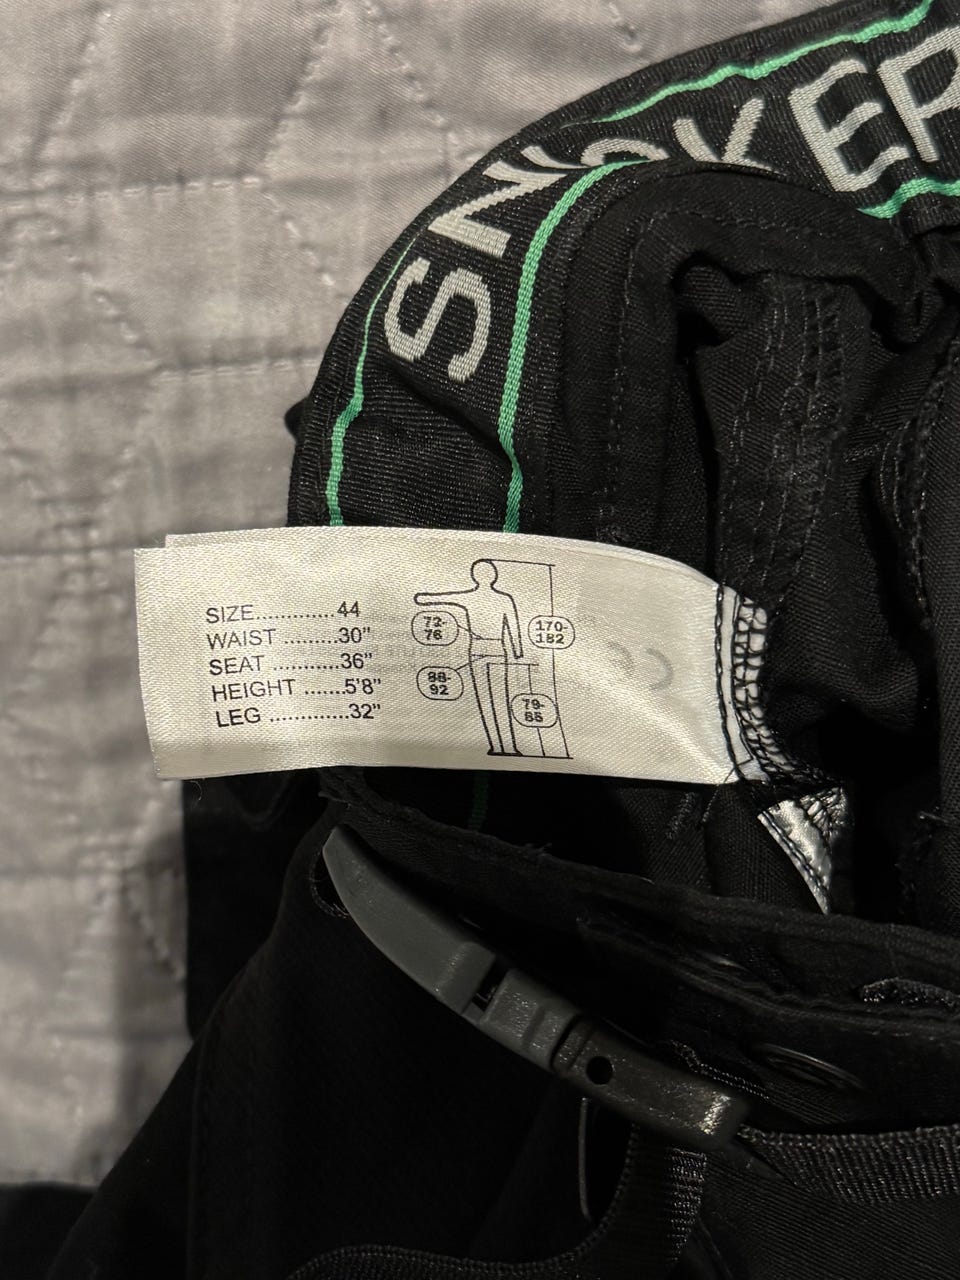 SNICKER
SIZE............44
WAIST .........30"
SEAT ...........36"
HEIGHT .......5'8"
LEG .............32"
72-
76
170-
182
88-
92
79-
85